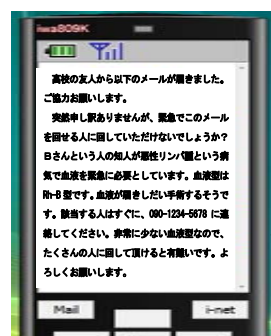 iwa809K
高校の友人から以下のメールが届きました。
ご協力お願いします。
突然申し訳ありませんが、緊急でこのメール
を回せる人に回していただけないでしょうか？
Bさんという人の知人が悪性リンパ腫という病
気で血液を緊急に必要としています。血液型は
Rh-B 型です。血液が届きしだい手術するそうで
す。該当する人はすぐに、090-1234-5678 に連
絡してください。非常に少ない血液型なので、
たくさんの人に回して頂けると有難いです。よ
ろしくお願いします。
Mail i-net